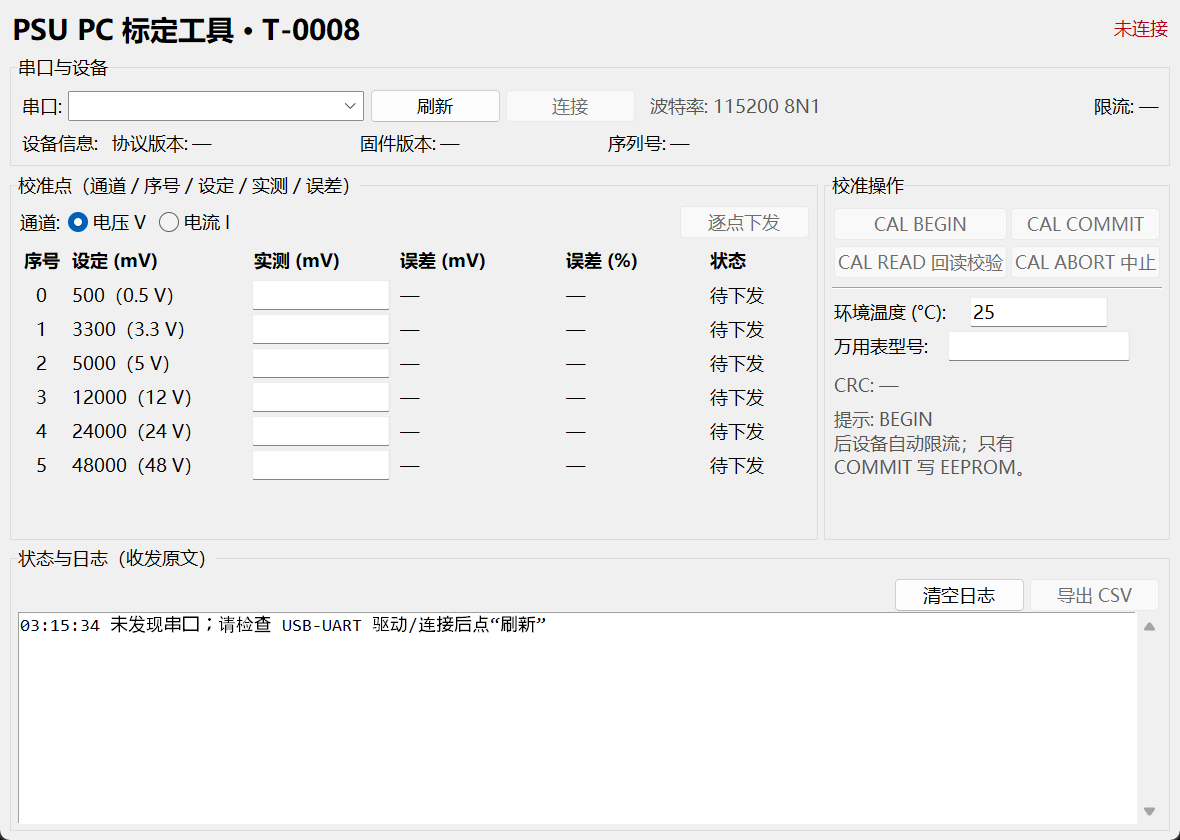 PSU PC 标定工具 • T-0008
未连接
串口与设备
串口: 刷新 连接 波特率: 115200 8N1 限流: —
设备信息: 协议版本: — 固件版本: — 序列号: —
校准点（通道 / 序号 / 设定 / 实测 / 误差）
通道: 电压 V 电流 I 逐点下发
序号 设定 (mV) 实测 (mV) 误差 (mV) 误差 (%) 状态
0 500（0.5 V） — — 待下发
1 3300（3.3 V） — — 待下发
2 5000（5 V） — — 待下发
3 12000（12 V） — — 待下发
4 24000（24 V） — — 待下发
5 48000（48 V） — — 待下发
校准操作
CAL BEGIN CAL COMMIT
CAL READ 回读校验 CAL ABORT 中止
环境温度 (°C): 25
万用表型号:
CRC: —
提示: BEGIN
后设备自动限流；只有
COMMIT 写 EEPROM。
状态与日志（收发原文）
清空日志 导出 CSV
03:15:34 未发现串口；请检查 USB-UART 驱动/连接后点“刷新”